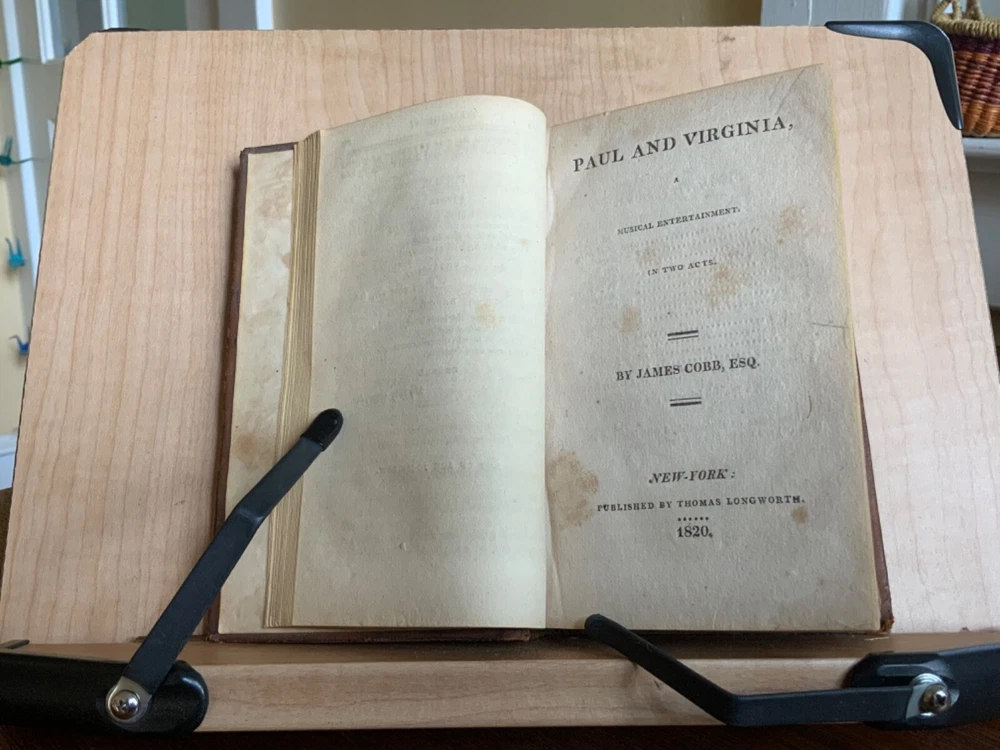 PAUL AND VIRGINIA,
A
MUSICAL ENTERTAINMENT.
IN TWO ACTS.
BY JAMES COBB, ESQ.
NEW-YORK:
PUBLISHED BY THOMAS LONGWORTH.
1820.